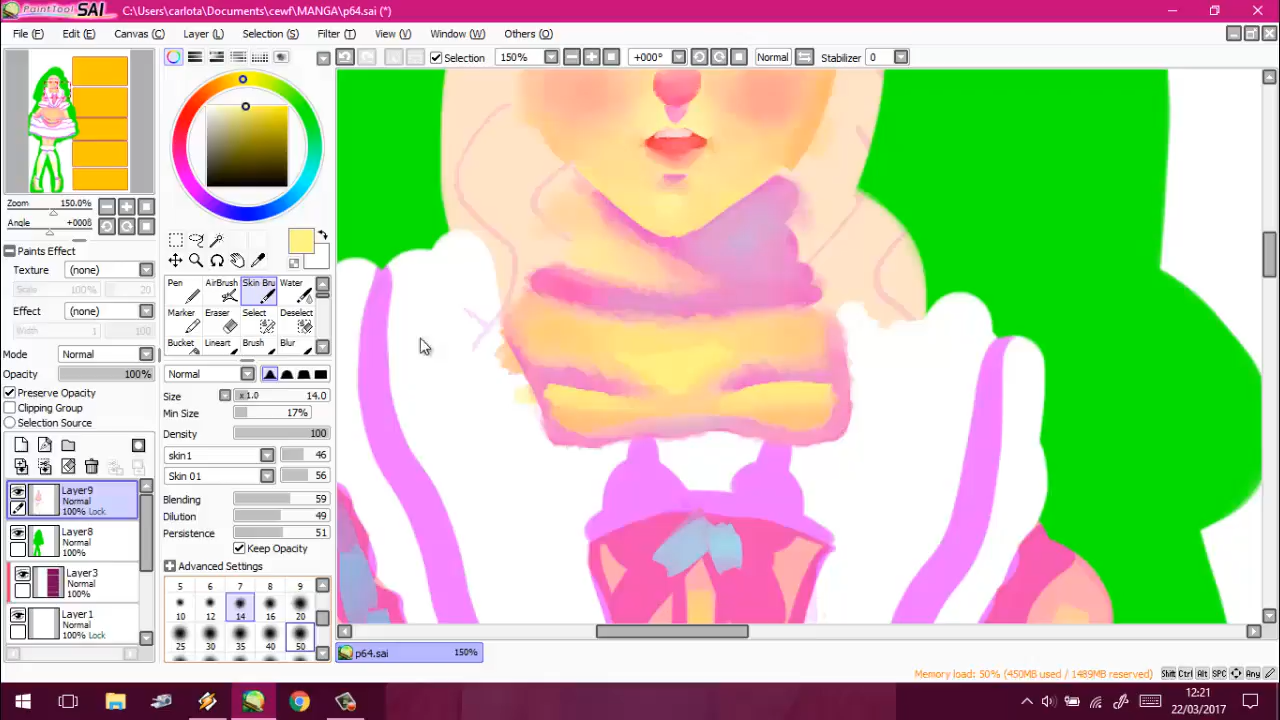 PaintTool SAI C:\Users\carlota\Documents\cewf\MANGA\p64.sai (*)
File (F) Edit (E) Canvas (C) Layer (L) Selection (S) Filter (T) View (V) Window (W) Others (O)
Selection 150% +000° Normal Stabilizer 0
Zoom 150.0%
Angle +000ß
Paints Effect
Texture (none)
Scale 100% 20
Effect (none)
Width 1 100
Mode Normal
Opacity 100%
Preserve Opacity
Clipping Group
Selection Source
Layer9
Normal
100% Lock
Layer8
Normal
100%
Layer3
Normal
100%
Layer1
Normal
100% Lock
Pen AirBrush Skin Bru Water
Marker Eraser Select Deselect
Bucket Lineart Brush Blur
Normal
Size x1.0 14.0
Min Size 17%
Density 100
skin1 46
Skin 01 56
Blending 59
Dilution 49
Persistence 51
Keep Opacity
Advanced Settings
5 6 7 8 9
10 12 14 16 20
25 30 35 40 50
p64.sai 150%
Memory load: 50% (450MB used / 1489MB reserved) Shift Ctrl Alt SPC Any
12:21
22/03/2017